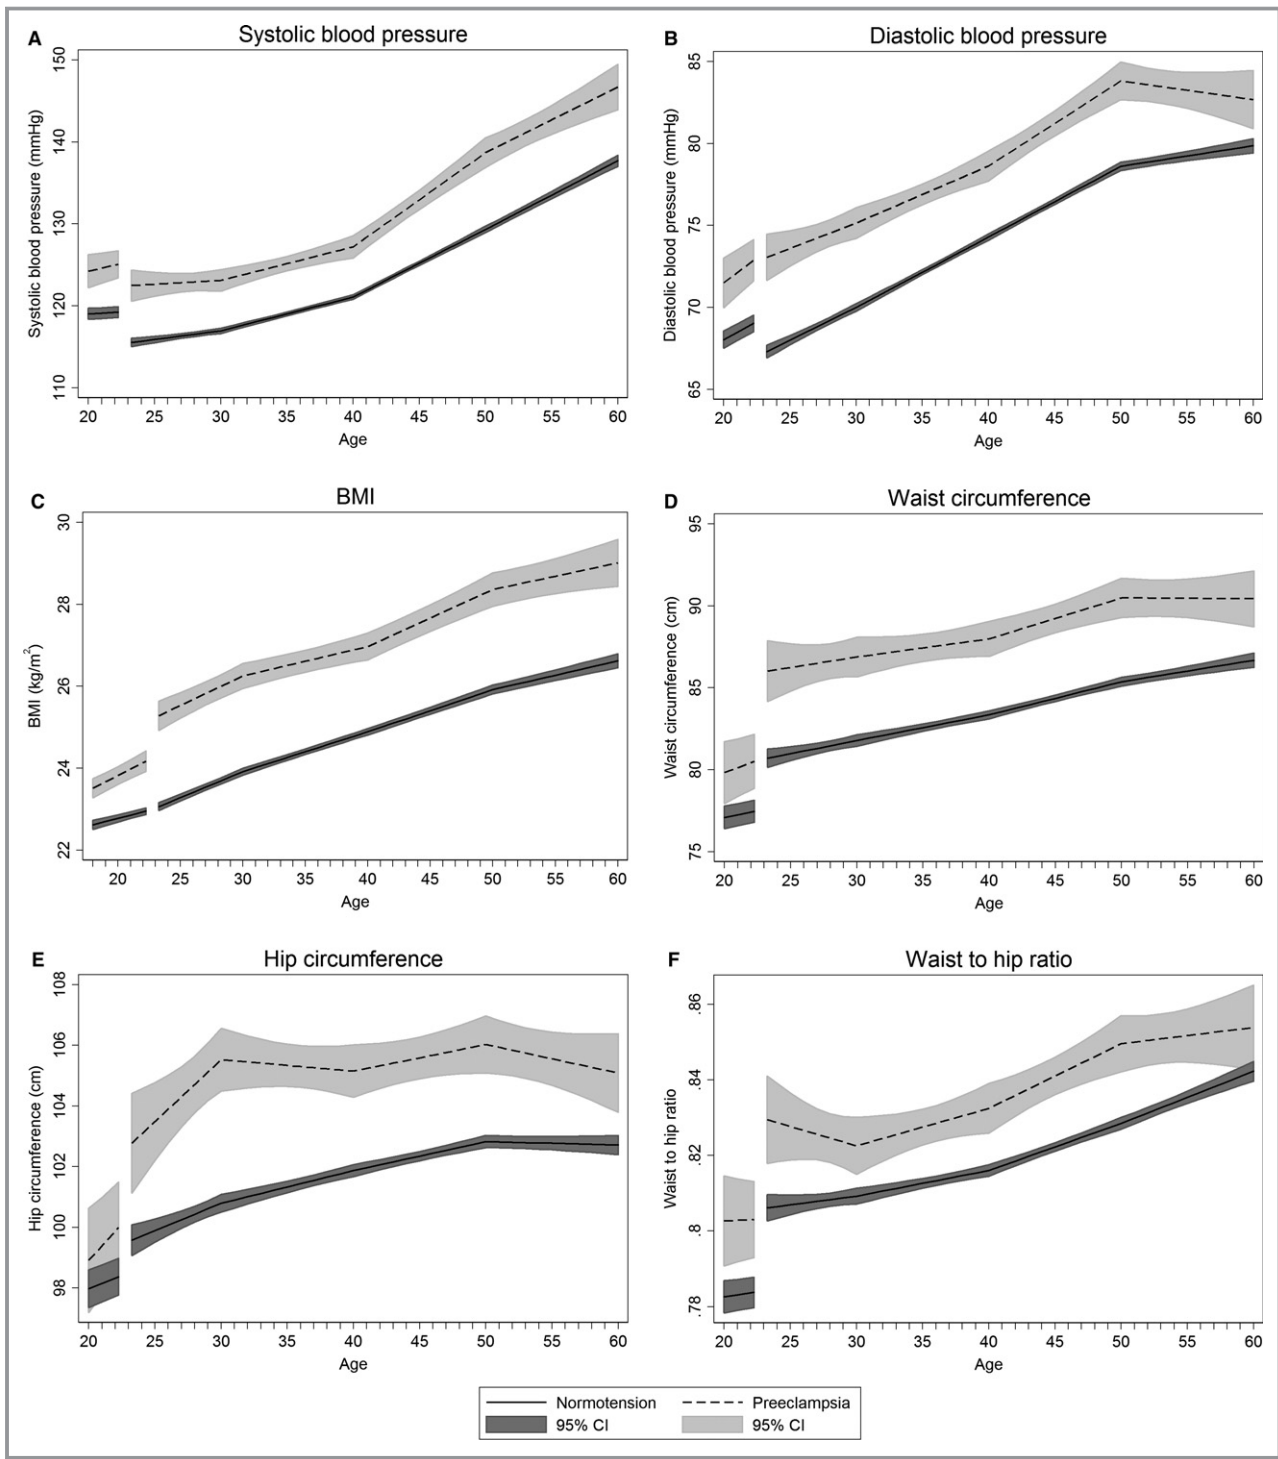 A Systolic blood pressure
Systolic blood pressure (mmHg)
150
140
130
120
110
20 25 30 35 40 45 50 55 60
Age
B Diastolic blood pressure
Diastolic blood pressure (mmHg)
85
80
75
70
65
20 25 30 35 40 45 50 55 60
Age
C BMI
BMI (kg/m²)
30
28
26
24
22
20 25 30 35 40 45 50 55 60
Age
D Waist circumference
Waist circumference (cm)
95
90
85
80
75
20 25 30 35 40 45 50 55 60
Age
E Hip circumference
Hip circumference (cm)
108
106
104
102
100
98
20 25 30 35 40 45 50 55 60
Age
F Waist to hip ratio
Waist to hip ratio
.86
.84
.82
.8
.78
20 25 30 35 40 45 50 55 60
Age
Normotension Preeclampsia
95% CI 95% CI